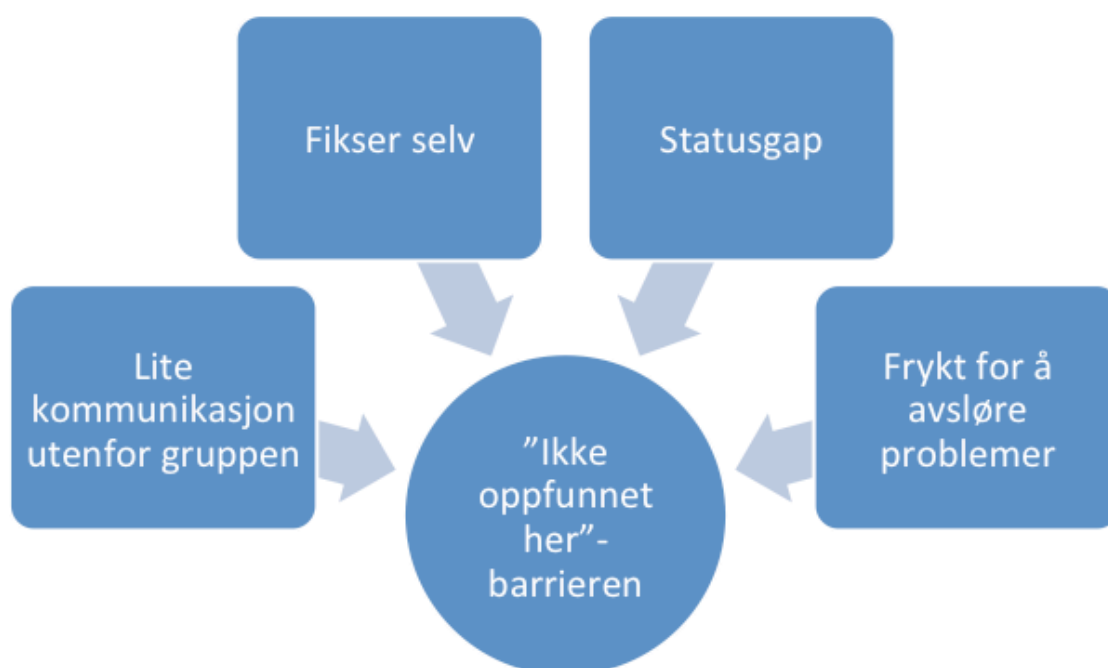 Fikser selv
Statusgap
Lite
kommunikasjon
utenfor gruppen
Frykt for å
avsløre
problemer
”Ikke
oppfunnet
her”-
barrieren